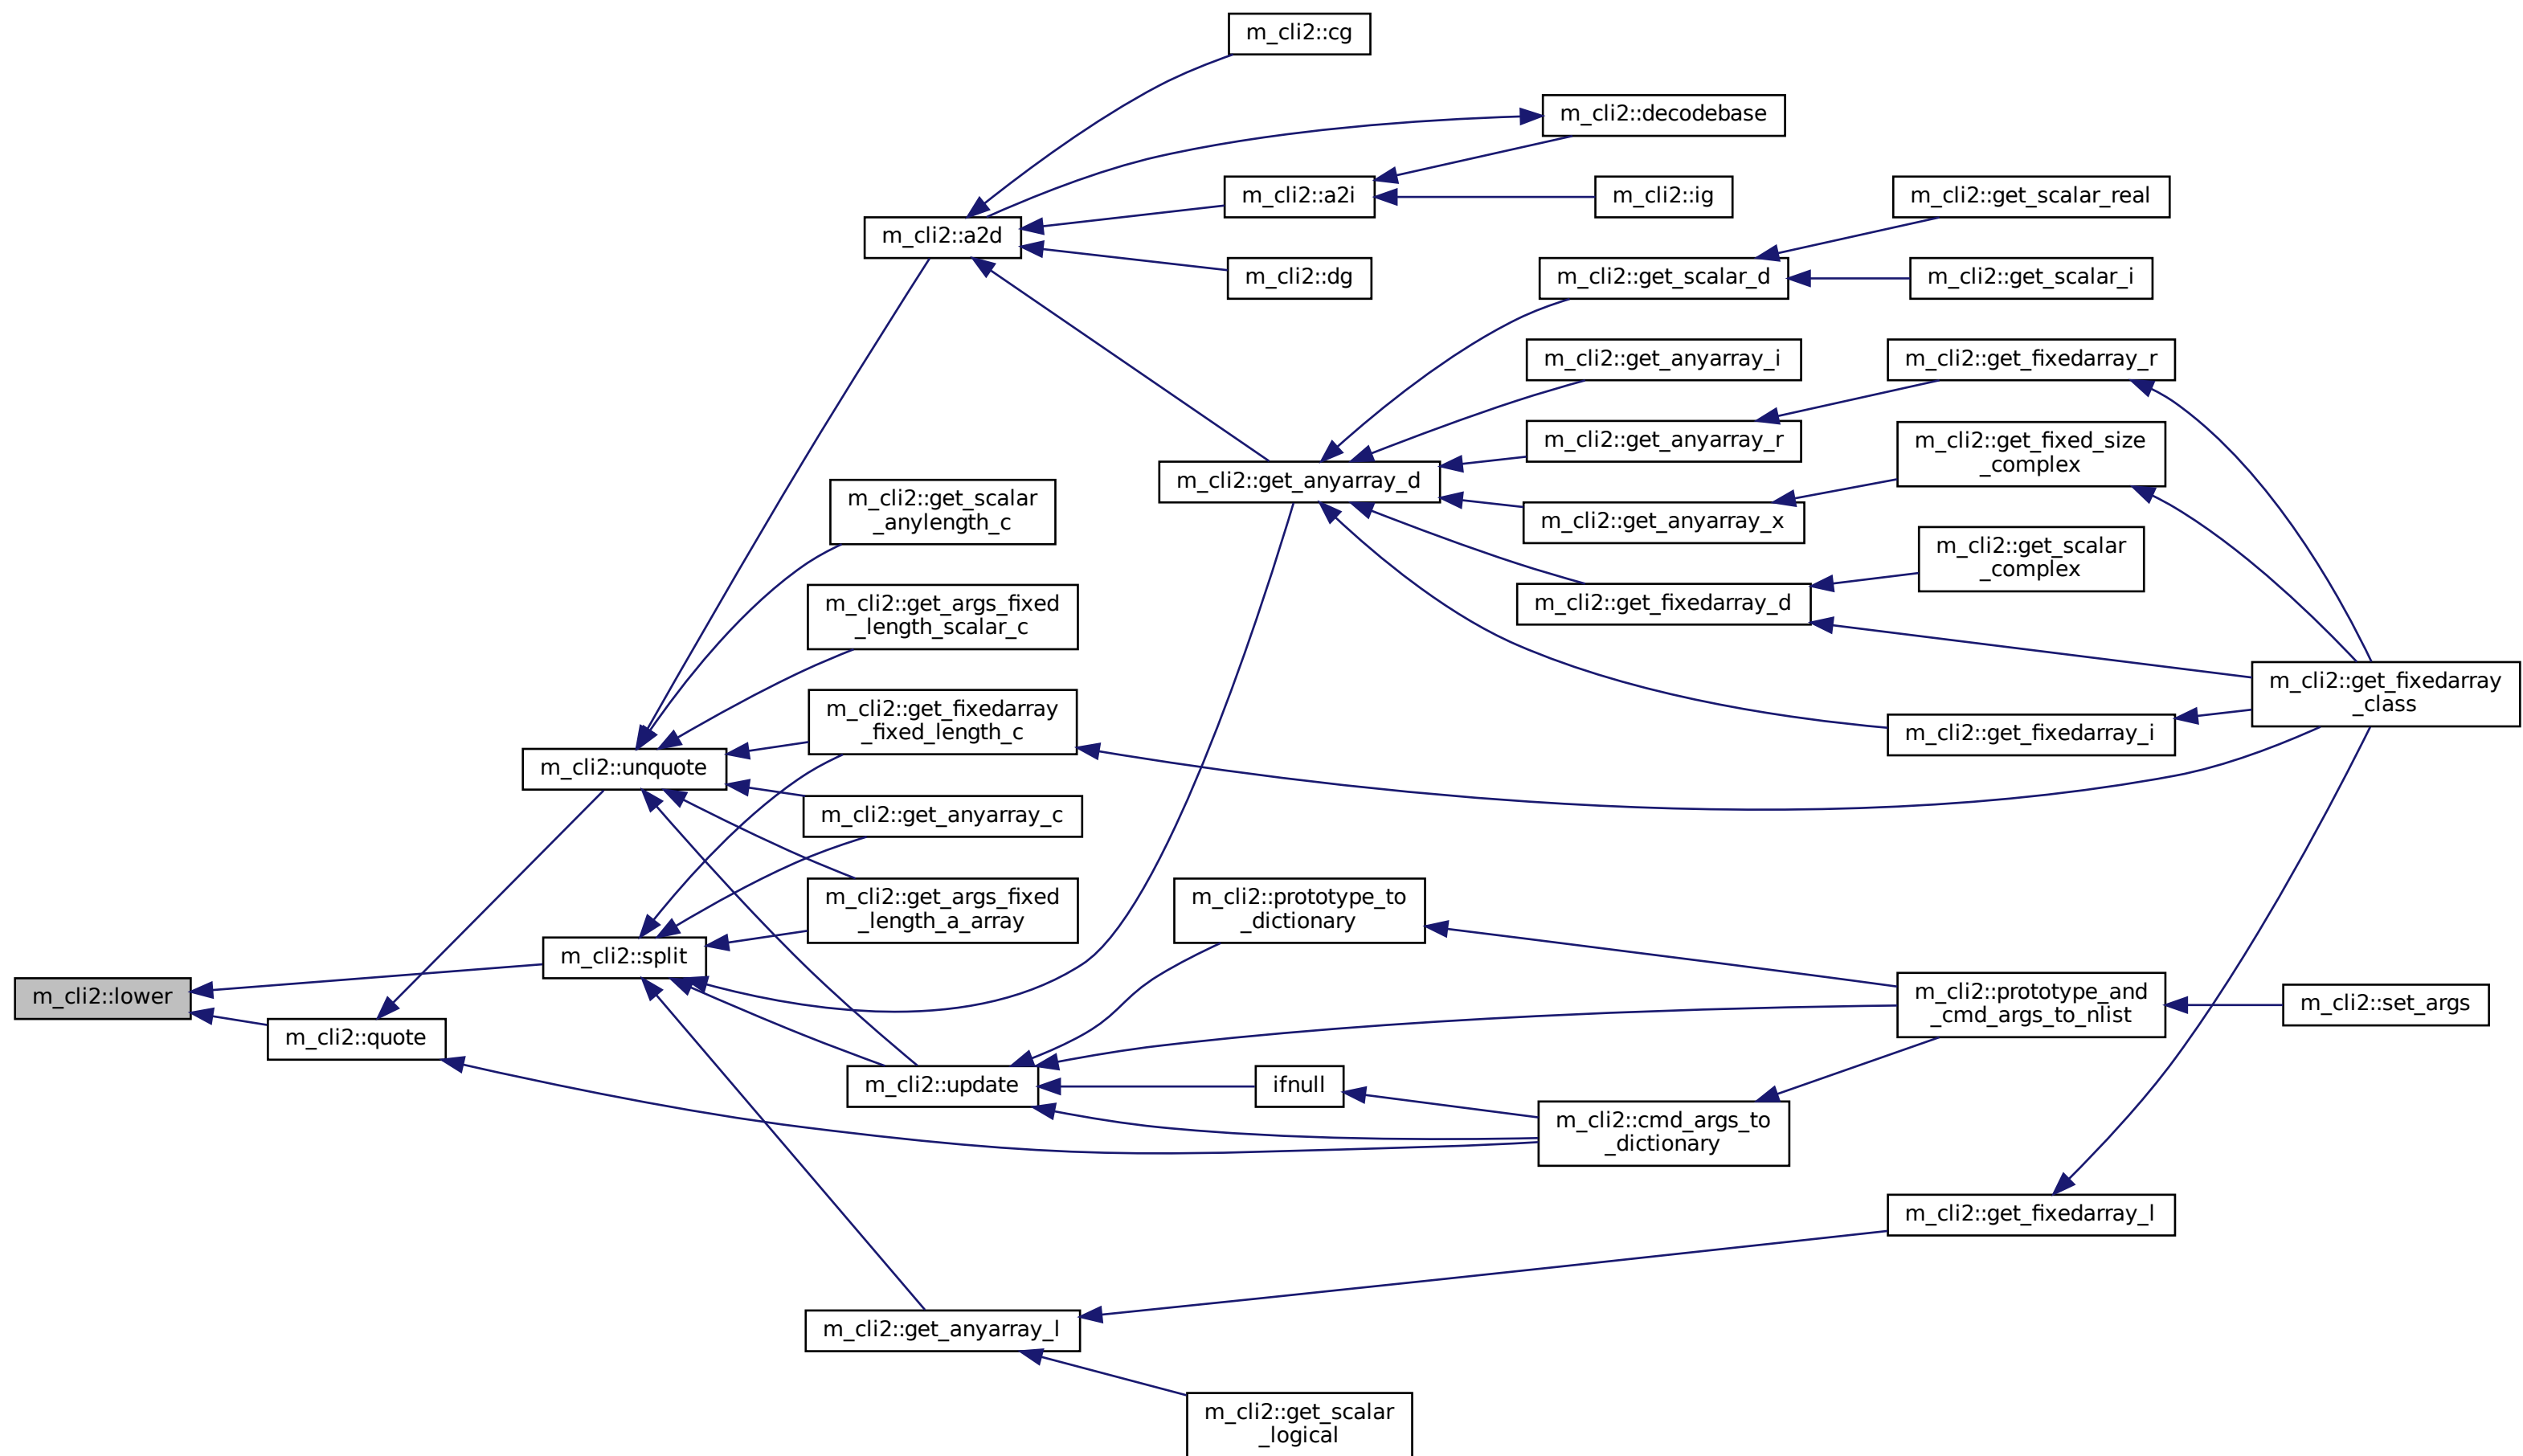 m_cli2::cg
m_cli2::decodebase
m_cli2::a2i
m_cli2::ig
m_cli2::get_scalar_real
m_cli2::a2d
m_cli2::dg
m_cli2::get_scalar_d
m_cli2::get_scalar_i
m_cli2::get_anyarray_i
m_cli2::get_fixedarray_r
m_cli2::get_anyarray_r
m_cli2::get_fixed_size
_complex
m_cli2::get_anyarray_d
m_cli2::get_scalar
_anylength_c
m_cli2::get_anyarray_x
m_cli2::get_scalar
_complex
m_cli2::get_args_fixed
_length_scalar_c
m_cli2::get_fixedarray_d
m_cli2::get_fixedarray
_class
m_cli2::get_fixedarray
_fixed_length_c
m_cli2::get_fixedarray_i
m_cli2::unquote
m_cli2::get_anyarray_c
m_cli2::get_args_fixed
_length_a_array
m_cli2::prototype_to
_dictionary
m_cli2::split
m_cli2::lower
m_cli2::prototype_and
_cmd_args_to_nlist
m_cli2::set_args
m_cli2::quote
m_cli2::update
ifnull
m_cli2::cmd_args_to
_dictionary
m_cli2::get_fixedarray_l
m_cli2::get_anyarray_l
m_cli2::get_scalar
_logical